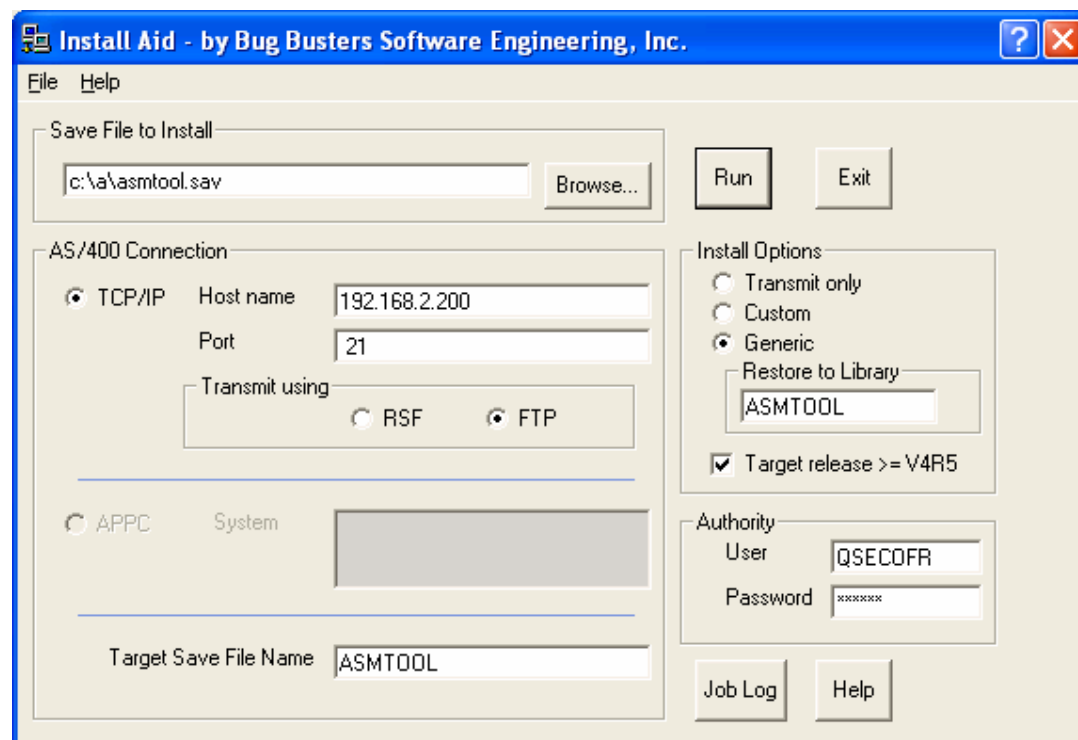 Install Aid - by Bug Busters Software Engineering, Inc.
File Help
Save File to Install
c:\a\asmtool.sav
Browse...
Run
Exit
AS/400 Connection
TCP/IP
Host name
192.168.2.200
Port
21
Transmit using
RSF
FTP
APPC
System
Target Save File Name
ASMTOOL
Install Options
Transmit only
Custom
Generic
Restore to Library
ASMTOOL
Target release >= V4R5
Authority
User
QSECOFR
Password
××××××
Job Log
Help